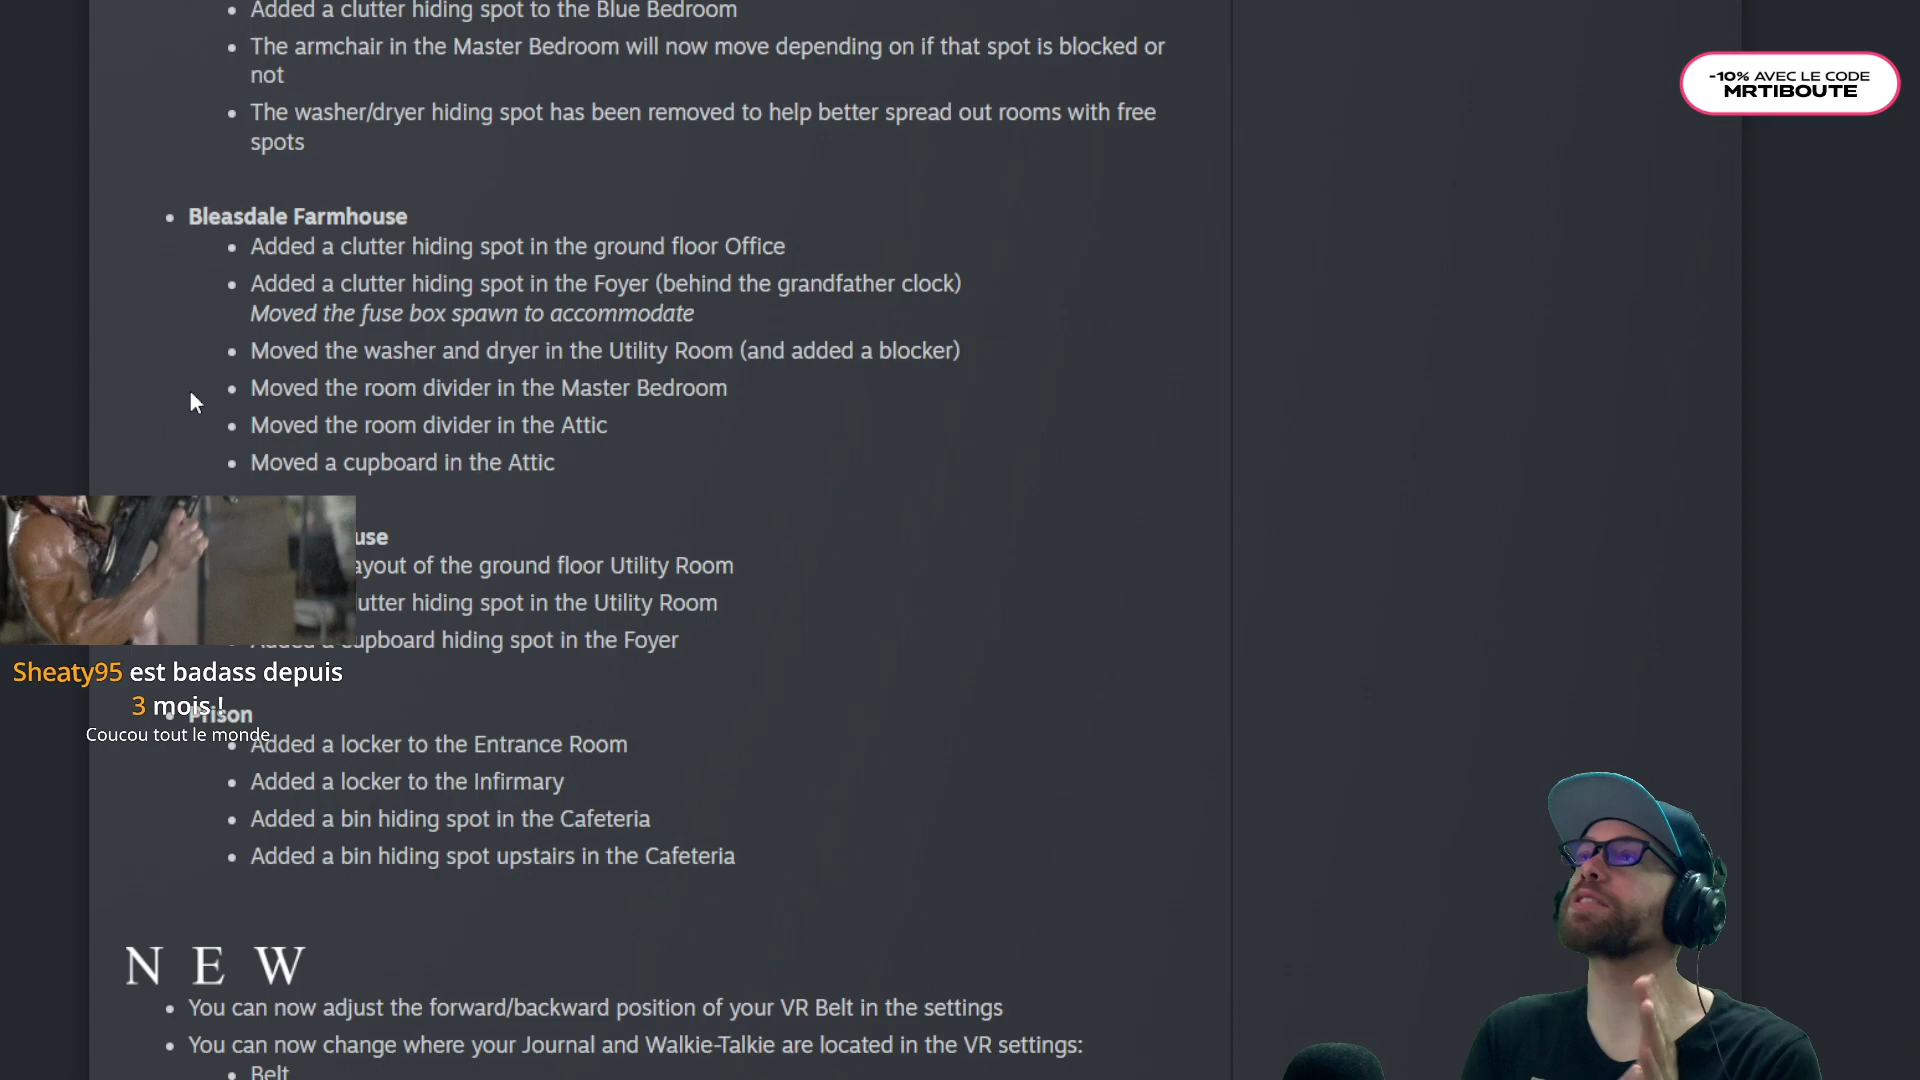 Added a clutter hiding spot to the Blue Bedroom
The armchair in the Master Bedroom will now move depending on if that spot is blocked or
not
The washer/dryer hiding spot has been removed to help better spread out rooms with free
spots
-10% AVEC LE CODE
MRTIBOUTE
Bleasdale Farmhouse
Added a clutter hiding spot in the ground floor Office
Added a clutter hiding spot in the Foyer (behind the grandfather clock)
Moved the fuse box spawn to accommodate
Moved the washer and dryer in the Utility Room (and added a blocker)
Moved the room divider in the Master Bedroom
Moved the room divider in the Attic
Moved a cupboard in the Attic
use
ayout of the ground floor Utility Room
lutter hiding spot in the Utility Room
Added a cupboard hiding spot in the Foyer
Sheaty95 est badass depuis
3 mois !
Coucou tout le monde
Prison
Added a locker to the Entrance Room
Added a locker to the Infirmary
Added a bin hiding spot in the Cafeteria
Added a bin hiding spot upstairs in the Cafeteria
N E W
You can now adjust the forward/backward position of your VR Belt in the settings
You can now change where your Journal and Walkie-Talkie are located in the VR settings:
Belt